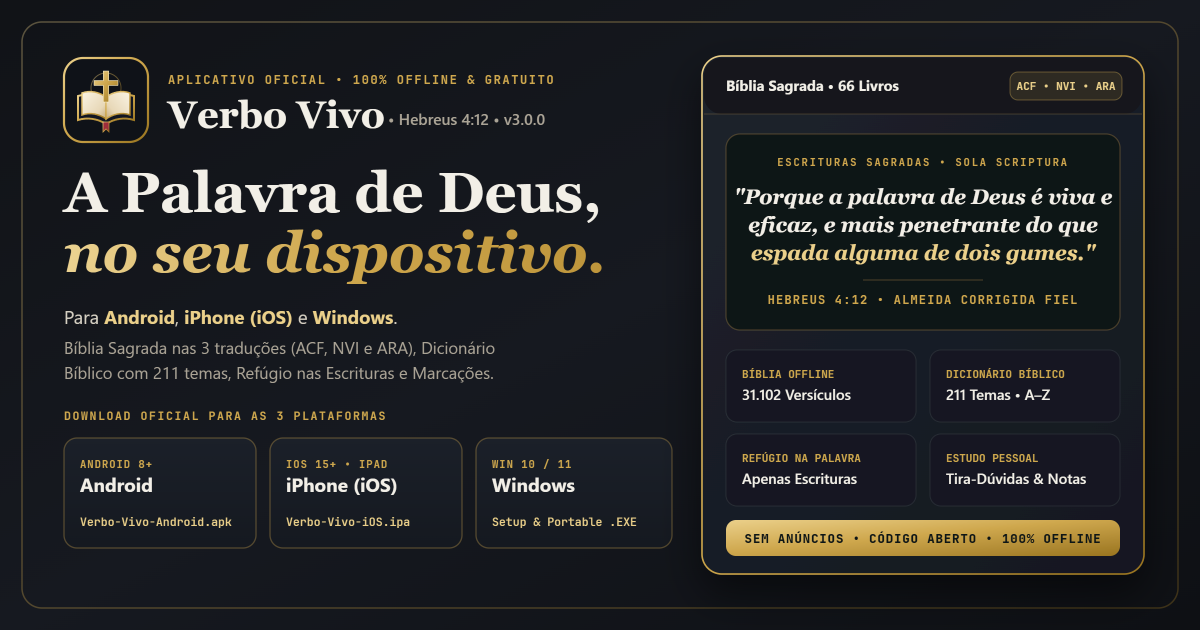 APLICATIVO OFICIAL • 100% OFFLINE & GRATUITO
Verbo Vivo • Hebreus 4:12 • v3.0.0
A Palavra de Deus,
no seu dispositivo.
Para Android, iPhone (iOS) e Windows.
Bíblia Sagrada nas 3 traduções (ACF, NVI e ARA), Dicionário
Bíblico com 211 temas, Refúgio nas Escrituras e Marcações.
DOWNLOAD OFICIAL PARA AS 3 PLATAFORMAS
ANDROID 8+
Android
Verbo-Vivo-Android.apk
IOS 15+ • IPAD
iPhone (iOS)
Verbo-Vivo-iOS.ipa
WIN 10 / 11
Windows
Setup & Portable .EXE
Bíblia Sagrada • 66 Livros
ACF • NVI • ARA
ESCRITURAS SAGRADAS • SOLA SCRIPTURA
"Porque a palavra de Deus é viva e
eficaz, e mais penetrante do que
espada alguma de dois gumes."
HEBREUS 4:12 • ALMEIDA CORRIGIDA FIEL
BÍBLIA OFFLINE
31.102 Versículos
DICIONÁRIO BÍBLICO
211 Temas • A–Z
REFÚGIO NA PALAVRA
Apenas Escrituras
ESTUDO PESSOAL
Tira-Dúvidas & Notas
SEM ANÚNCIOS • CÓDIGO ABERTO • 100% OFFLINE